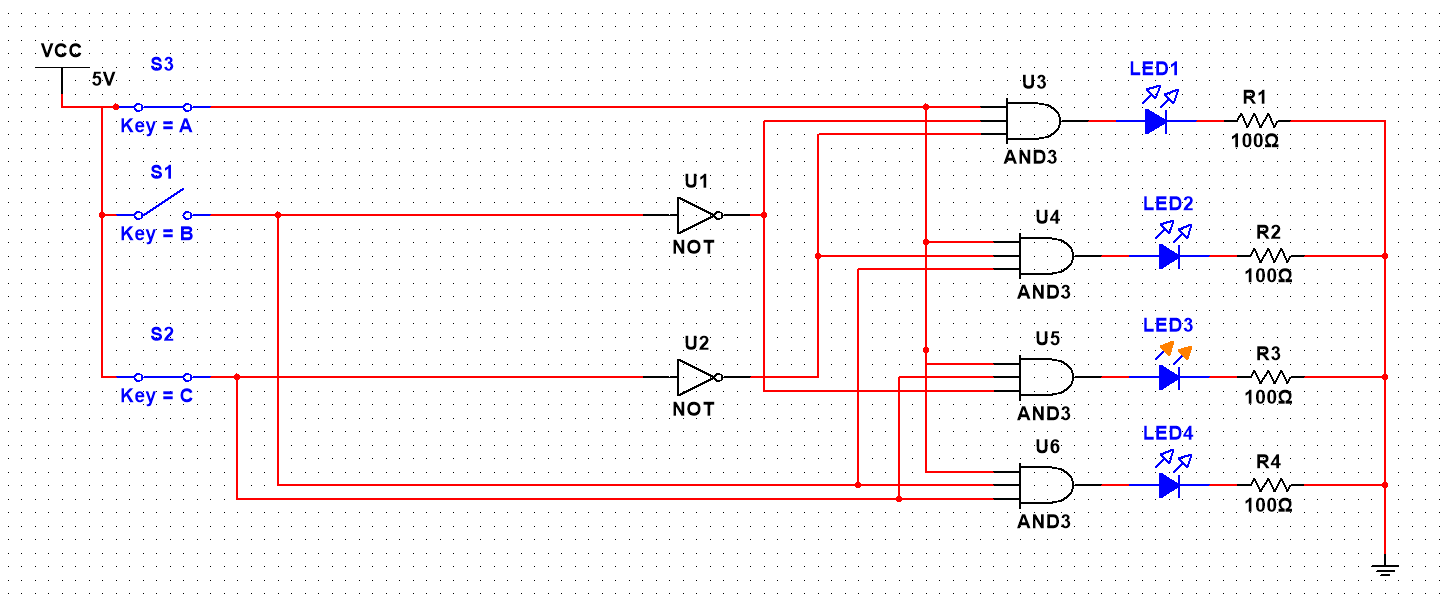 VCC
5V
S3
Key = A
S1
Key = B
S2
Key = C
U1
NOT
U2
NOT
U3
AND3
LED1
R1
100Ω
U4
AND3
LED2
R2
100Ω
U5
AND3
LED3
R3
100Ω
U6
AND3
LED4
R4
100Ω